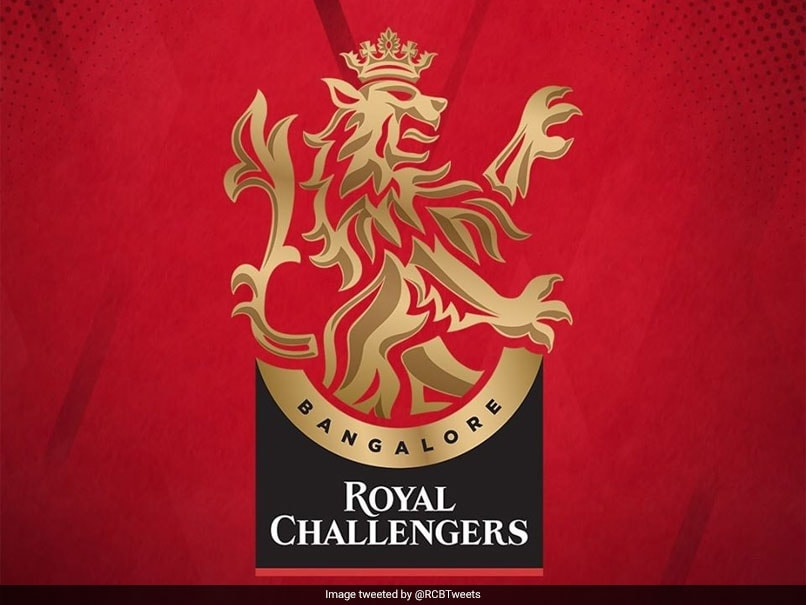 BANGALORE
ROYAL
CHALLENGERS
Image tweeted by @RCBTweets